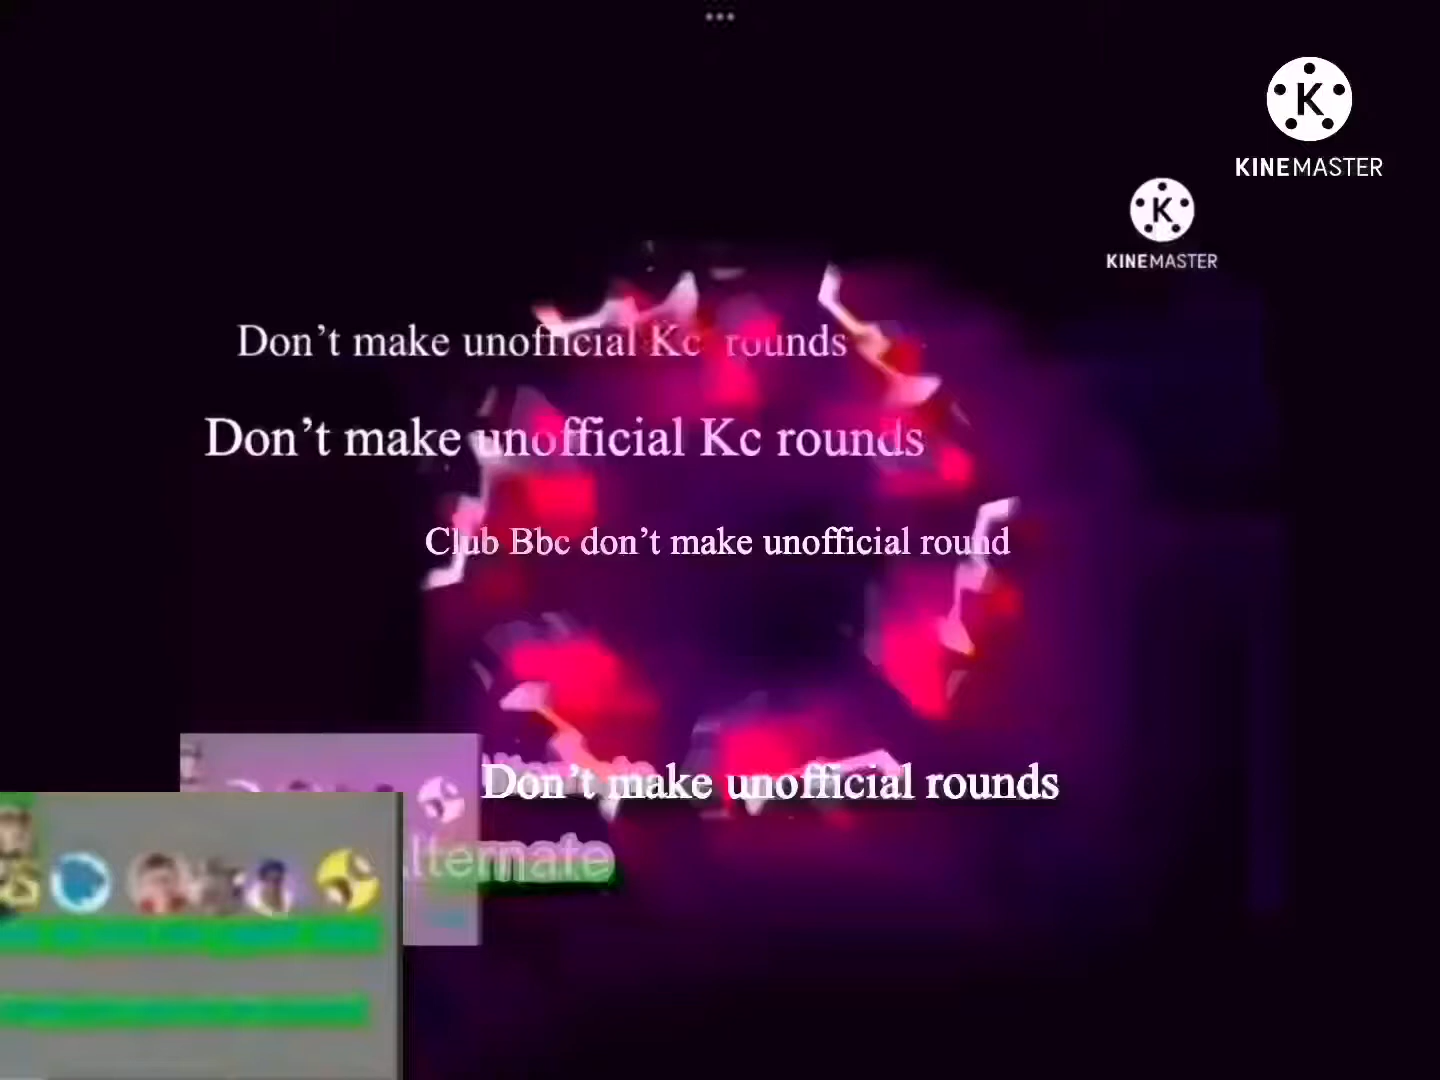 K
KINEMASTER
K
KINEMASTER
Don't make unofficial Kc rounds
Don't make unofficial Kc rounds
Club Bbc don't make unofficial round
Don't make unofficial rounds
Alternate